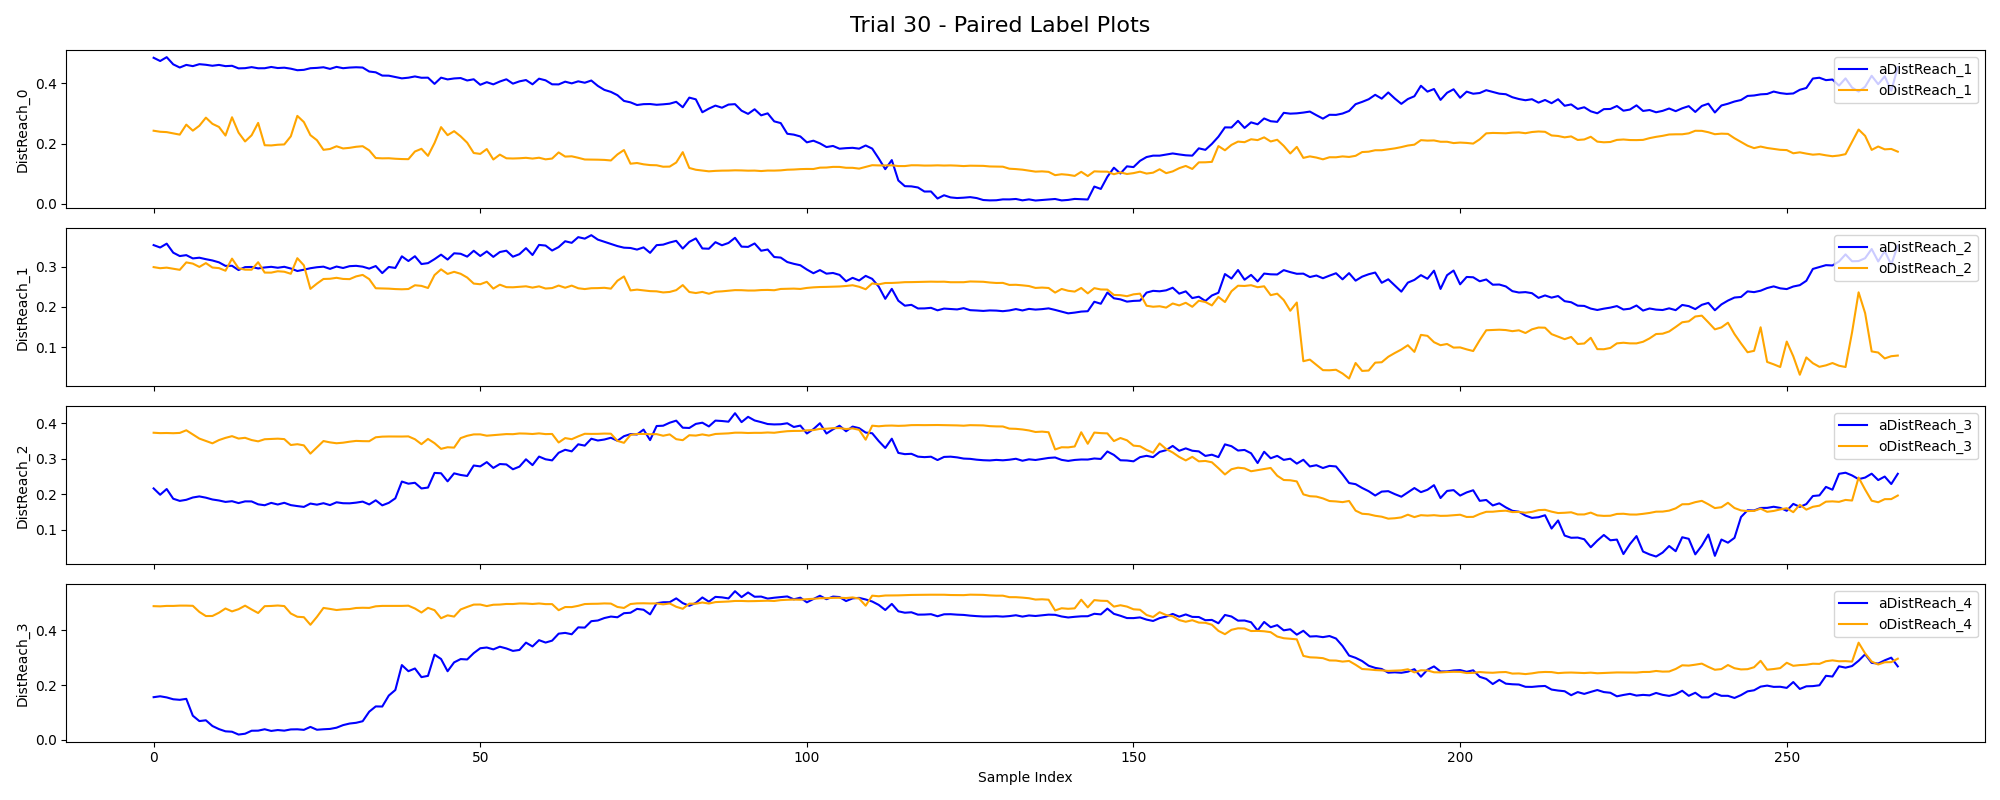 Trial 30 - Paired Label Plots
DistReach_0
0.4
0.2
0.0
aDistReach_1
oDistReach_1
DistReach_1
0.3
0.2
0.1
aDistReach_2
oDistReach_2
DistReach_2
0.4
0.3
0.2
0.1
aDistReach_3
oDistReach_3
DistReach_3
0.4
0.2
0.0
aDistReach_4
oDistReach_4
0 50 100 150 200 250
Sample Index